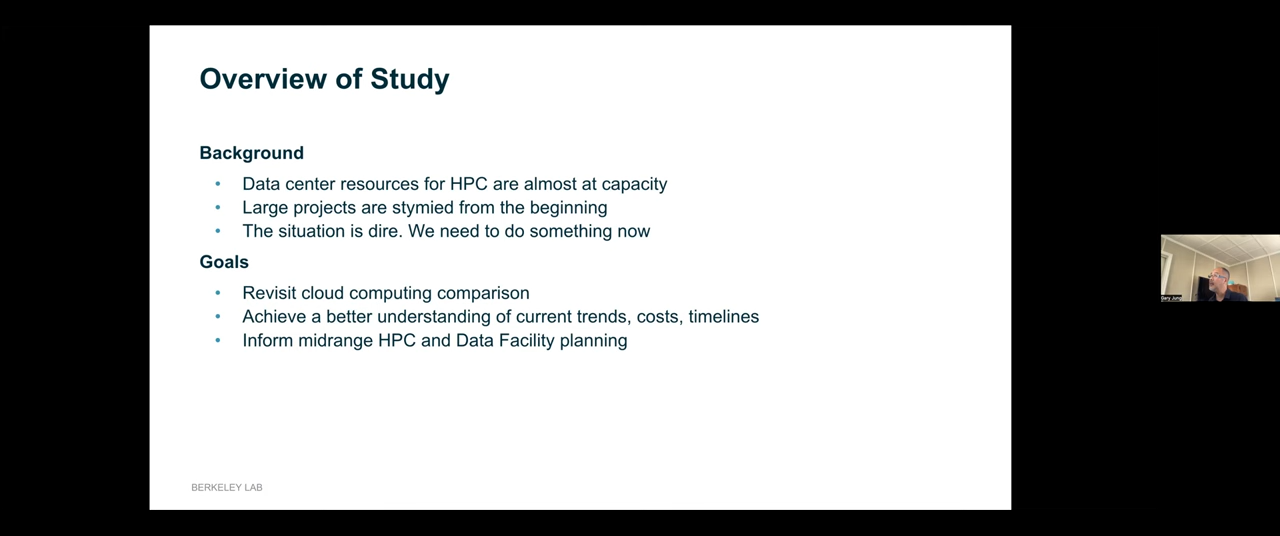 Overview of Study
Background
• Data center resources for HPC are almost at capacity
• Large projects are stymied from the beginning
• The situation is dire. We need to do something now
Goals
• Revisit cloud computing comparison
• Achieve a better understanding of current trends, costs, timelines
• Inform midrange HPC and Data Facility planning
Gary Jung
BERKELEY LAB